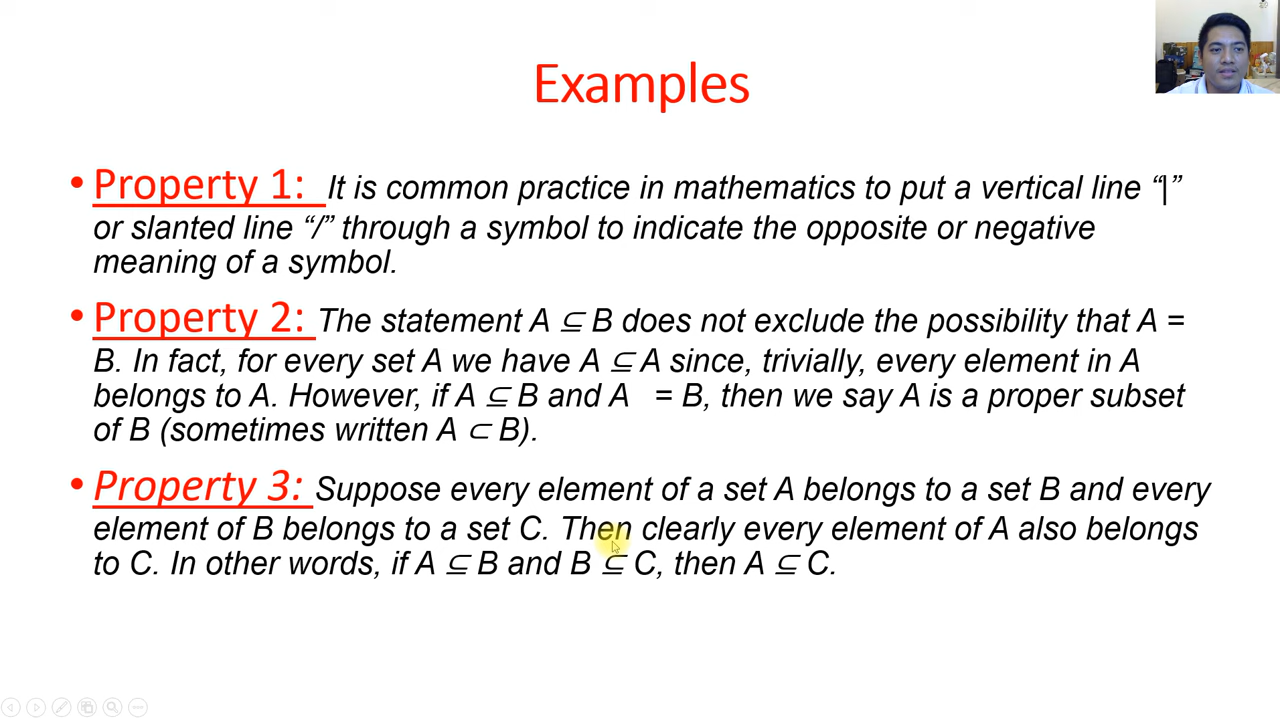 Examples
• Property 1: It is common practice in mathematics to put a vertical line “|”
or slanted line “/” through a symbol to indicate the opposite or negative
meaning of a symbol.
• Property 2: The statement A ⊆ B does not exclude the possibility that A =
B. In fact, for every set A we have A ⊆ A since, trivially, every element in A
belongs to A. However, if A ⊆ B and A = B, then we say A is a proper subset
of B (sometimes written A ⊂ B).
• Property 3: Suppose every element of a set A belongs to a set B and every
element of B belongs to a set C. Then clearly every element of A also belongs
to C. In other words, if A ⊆ B and B ⊆ C, then A ⊆ C.